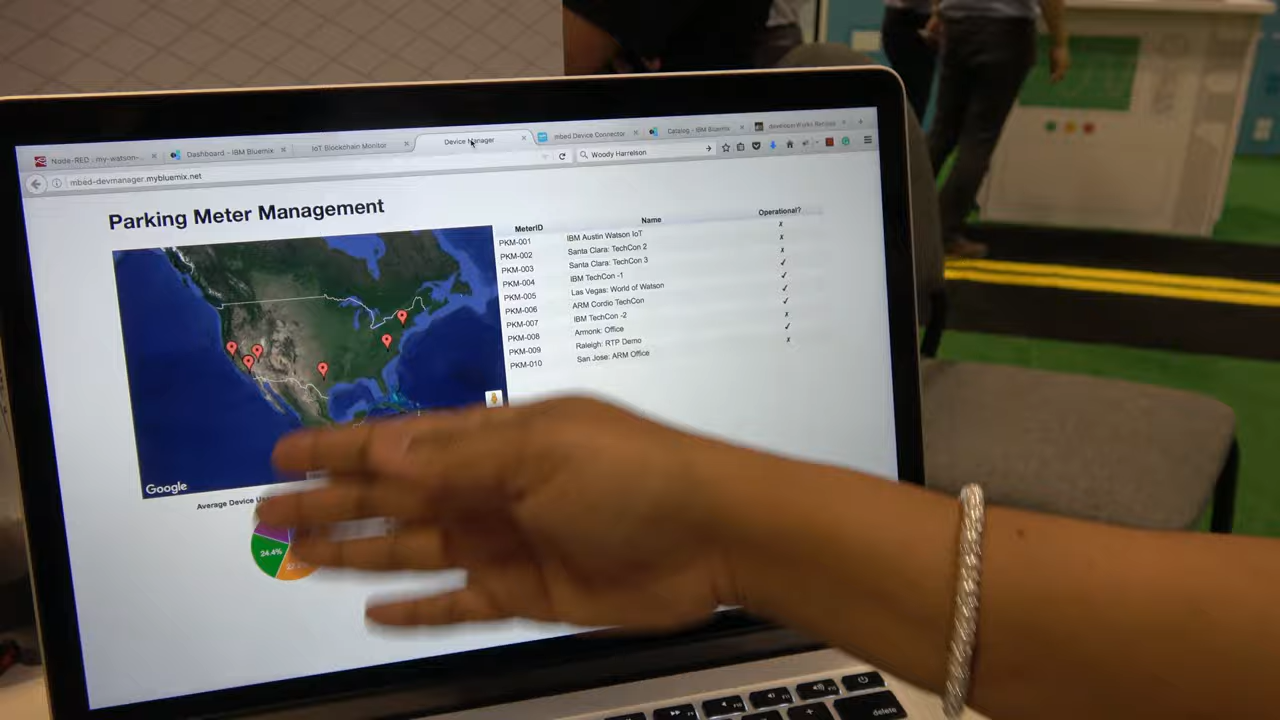 Node-RED : my-watson-...
Dashboard - IBM Bluemix
IoT Blockchain Monitor
Device Manager
mbed Device Connector
Catalog - IBM Bluemix
developerWorks Recipes
mbed-devmanager.mybluemix.net
Woody Harrelson
Parking Meter Management
MeterID Name Operational?
PKM-001 IBM Austin Watson IoT ✗
PKM-002 Santa Clara: TechCon 2 ✗
PKM-003 Santa Clara: TechCon 3 ✗
PKM-004 IBM TechCon -1 ✓
PKM-005 Las Vegas: World of Watson ✓
PKM-006 ARM Cordio TechCon ✓
PKM-007 IBM TechCon -2 ✓
PKM-008 Armonk: Office ✗
PKM-009 Raleigh: RTP Demo ✓
PKM-010 San Jose: ARM Office ✗
Google
Average Device
24.4%
delete